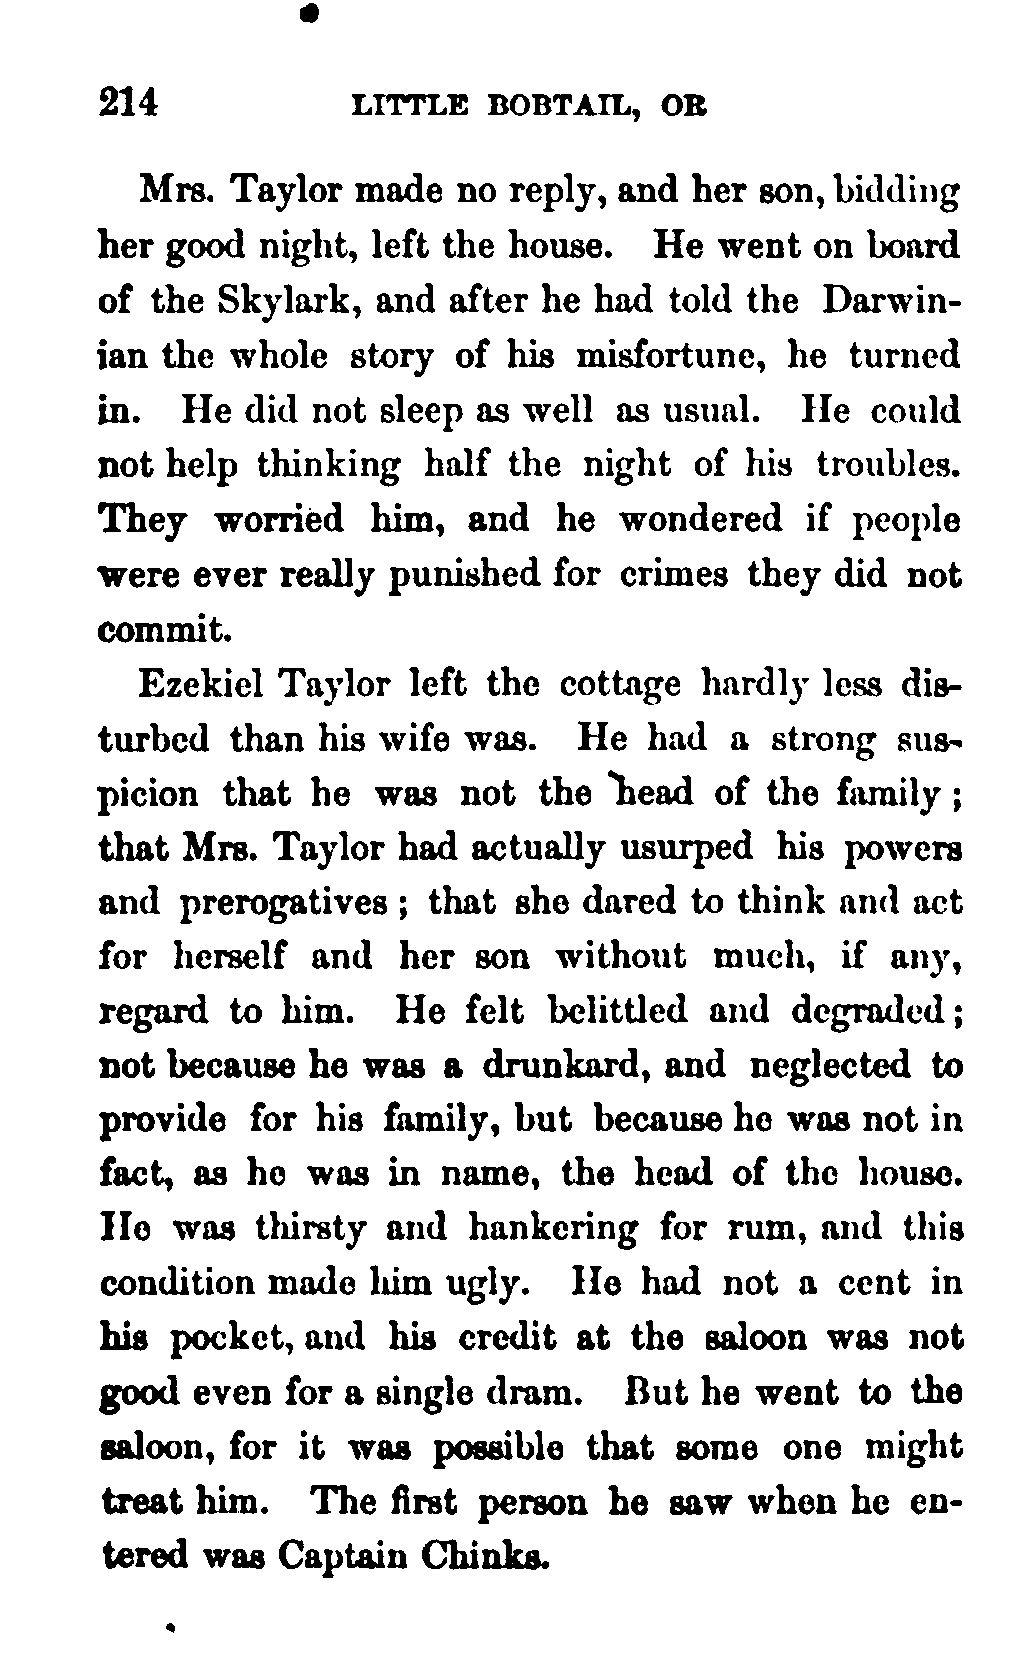 214 LITTLE BOBTAIL, OR
Mrs. Taylor made no reply, and her son, bidding
her good night, left the house. He went on board
of the Skylark, and after he had told the Darwin-
ian the whole story of his misfortune, he turned
in. He did not sleep as well as usual. He could
not help thinking half the night of his troubles.
They worried him, and he wondered if people
were ever really punished for crimes they did not
commit.
Ezekiel Taylor left the cottage hardly less dis-
turbed than his wife was. He had a strong sus-
picion that he was not the head of the family;
that Mrs. Taylor had actually usurped his powers
and prerogatives; that she dared to think and act
for herself and her son without much, if any,
regard to him. He felt belittled and degraded;
not because he was a drunkard, and neglected to
provide for his family, but because he was not in
fact, as he was in name, the head of the house.
He was thirsty and hankering for rum, and this
condition made him ugly. He had not a cent in
his pocket, and his credit at the saloon was not
good even for a single dram. But he went to the
saloon, for it was possible that some one might
treat him. The first person he saw when he en-
tered was Captain Chinks.